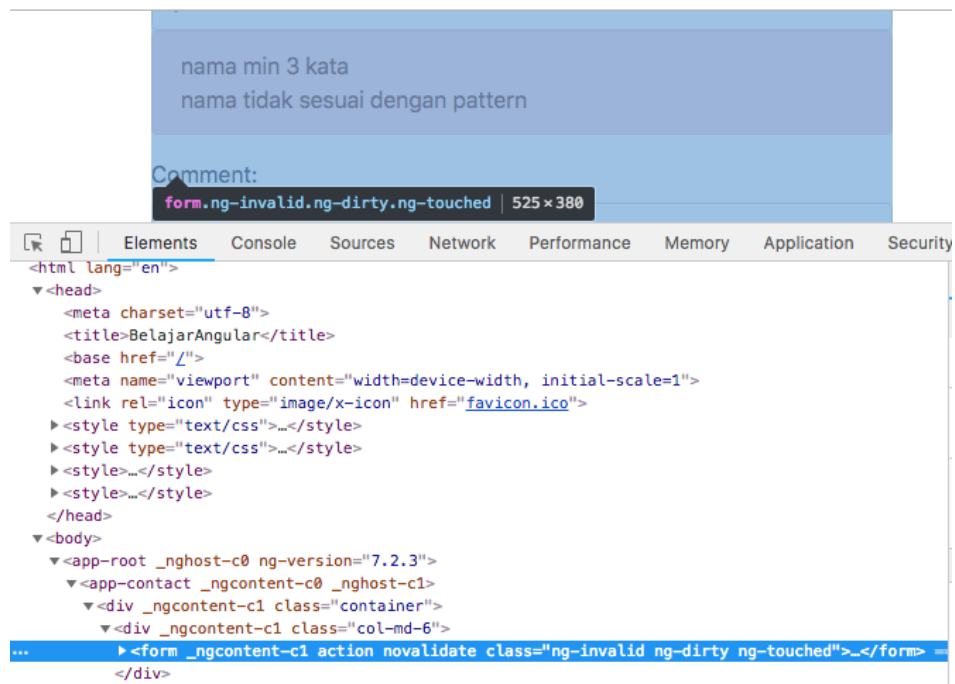 nama min 3 kata
nama tidak sesuai dengan pattern
Comment:
form.ng-invalid.ng-dirty.ng-touched | 525×380
Elements Console Sources Network Performance Memory Application Security
<html lang="en">
▼<head>
<meta charset="utf-8">
<title>BelajarAngular</title>
<base href="/">
<meta name="viewport" content="width=device-width, initial-scale=1">
<link rel="icon" type="image/x-icon" href="favicon.ico">
▶<style type="text/css">…</style>
▶<style type="text/css">…</style>
▶<style>…</style>
▶<style>…</style>
</head>
▼<body>
▼<app-root _nghost-c0 ng-version="7.2.3">
▼<app-contact _ngcontent-c0 _nghost-c1>
▼<div _ngcontent-c1 class="container">
▼<div _ngcontent-c1 class="col-md-6">
… ▶<form _ngcontent-c1 action novalidate class="ng-invalid ng-dirty ng-touched">…</form> ==
</div>